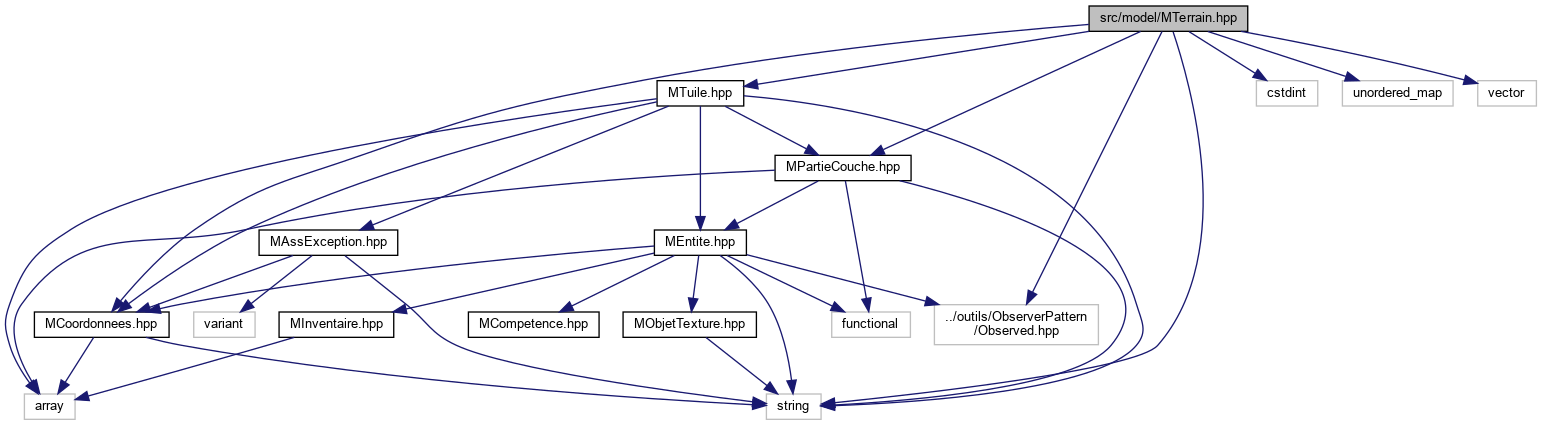 src/model/MTerrain.hpp
MTuile.hpp
cstdint
unordered_map
vector
MPartieCouche.hpp
MAssException.hpp
MEntite.hpp
MCoordonnees.hpp
variant
MInventaire.hpp
MCompetence.hpp
MObjetTexture.hpp
functional
../outils/ObserverPattern
/Observed.hpp
array
string